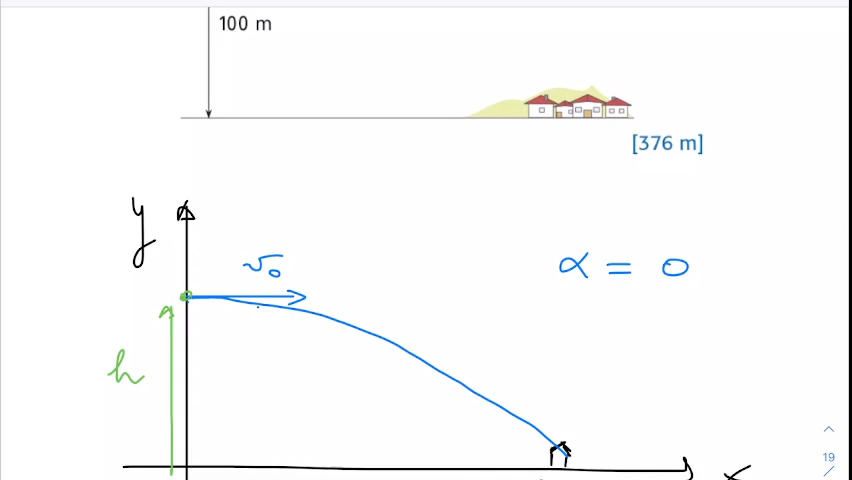 100 m
[376 m]
y
v₀
α = 0
h
19
x